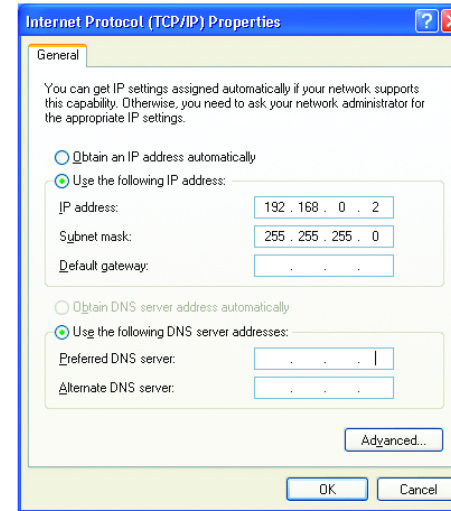 Internet Protocol (TCP/IP) Properties
General
You can get IP settings assigned automatically if your network supports
this capability. Otherwise, you need to ask your network administrator for
the appropriate IP settings.
Obtain an IP address automatically
Use the following IP address:
IP address: 192 . 168 . 0 . 2
Subnet mask: 255 . 255 . 255 . 0
Default gateway: . . .
Obtain DNS server address automatically
Use the following DNS server addresses:
Preferred DNS server: . . .
Alternate DNS server: . . .
Advanced...
OK Cancel